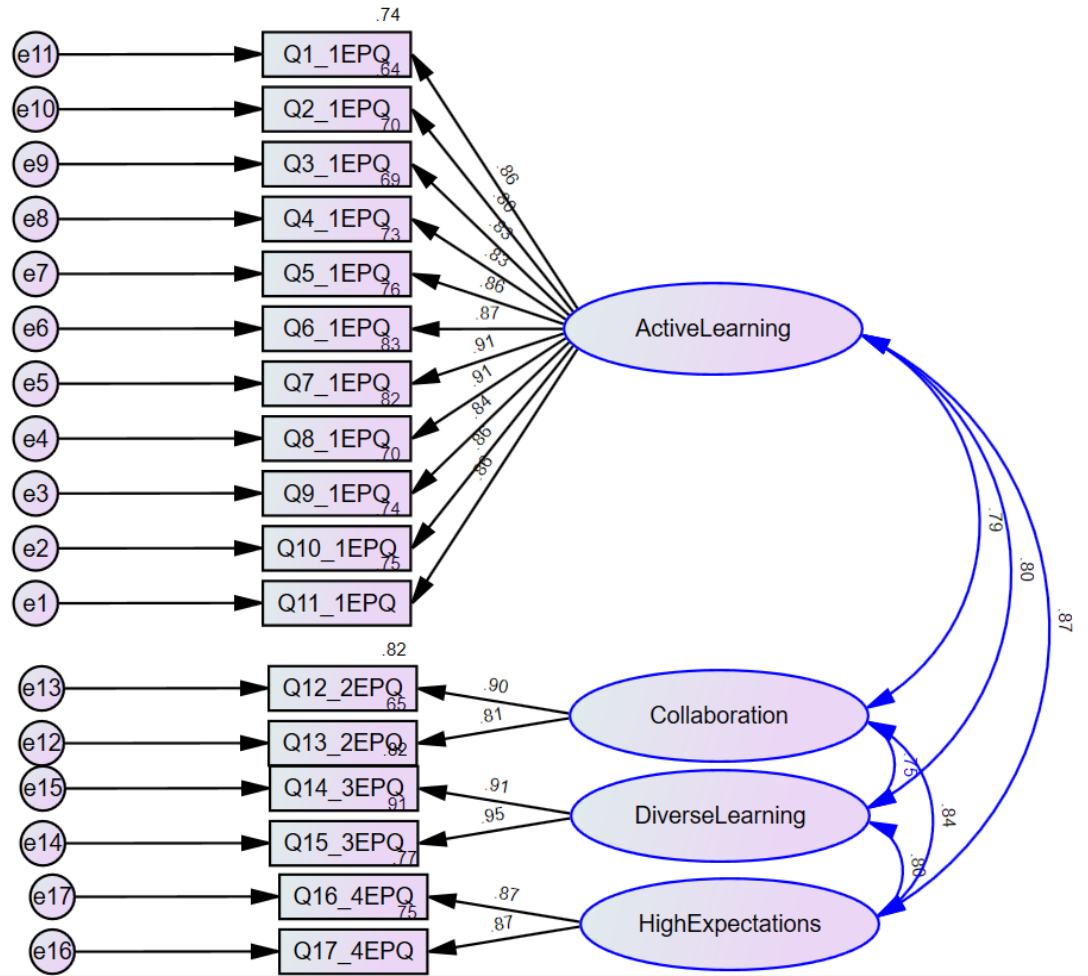 .74
e11 Q1_1EPQ
.64
e10 Q2_1EPQ
.70
e9 Q3_1EPQ
.69
e8 Q4_1EPQ
.73
e7 Q5_1EPQ
.76
e6 Q6_1EPQ
.83
e5 Q7_1EPQ
.82
e4 Q8_1EPQ
.70
e3 Q9_1EPQ
.74
e2 Q10_1EPQ
.75
e1 Q11_1EPQ
.86
.80
.83
.83
.86
.87
.91
.91
.84
.86
.86
ActiveLearning
.79
.80
.87
.82
e13 Q12_2EPQ
.65
e12 Q13_2EPQ
.90
.81
Collaboration
.75
.84
.82
e15 Q14_3EPQ
.91
e14 Q15_3EPQ
.91
.95
DiverseLearning
.80
.77
e17 Q16_4EPQ
.75
e16 Q17_4EPQ
.87
.87
HighExpectations